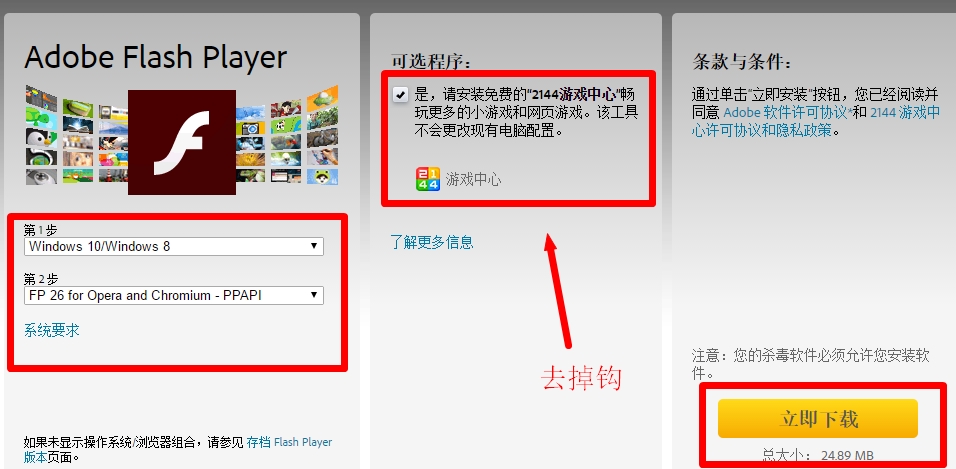 Adobe Flash Player
第 1 步
Windows 10/Windows 8
第 2 步
FP 26 for Opera and Chromium - PPAPI
系统要求
如果未显示操作系统/浏览器组合，请参见 存档 Flash Player
版本页面。
可选程序：
是，请安装免费的“2144游戏中心”畅
玩更多的小游戏和网页游戏。该工具
不会更改现有电脑配置。
2144 游戏中心
了解更多信息
去掉钩
条款与条件：
通过单击“立即安装”按钮，您已经阅读并
同意 Adobe 软件许可协议*和 2144 游戏中
心许可协议和隐私政策。
注意：您的杀毒软件必须允许您安装软
件。
立即下载
总大小： 24.89 MB